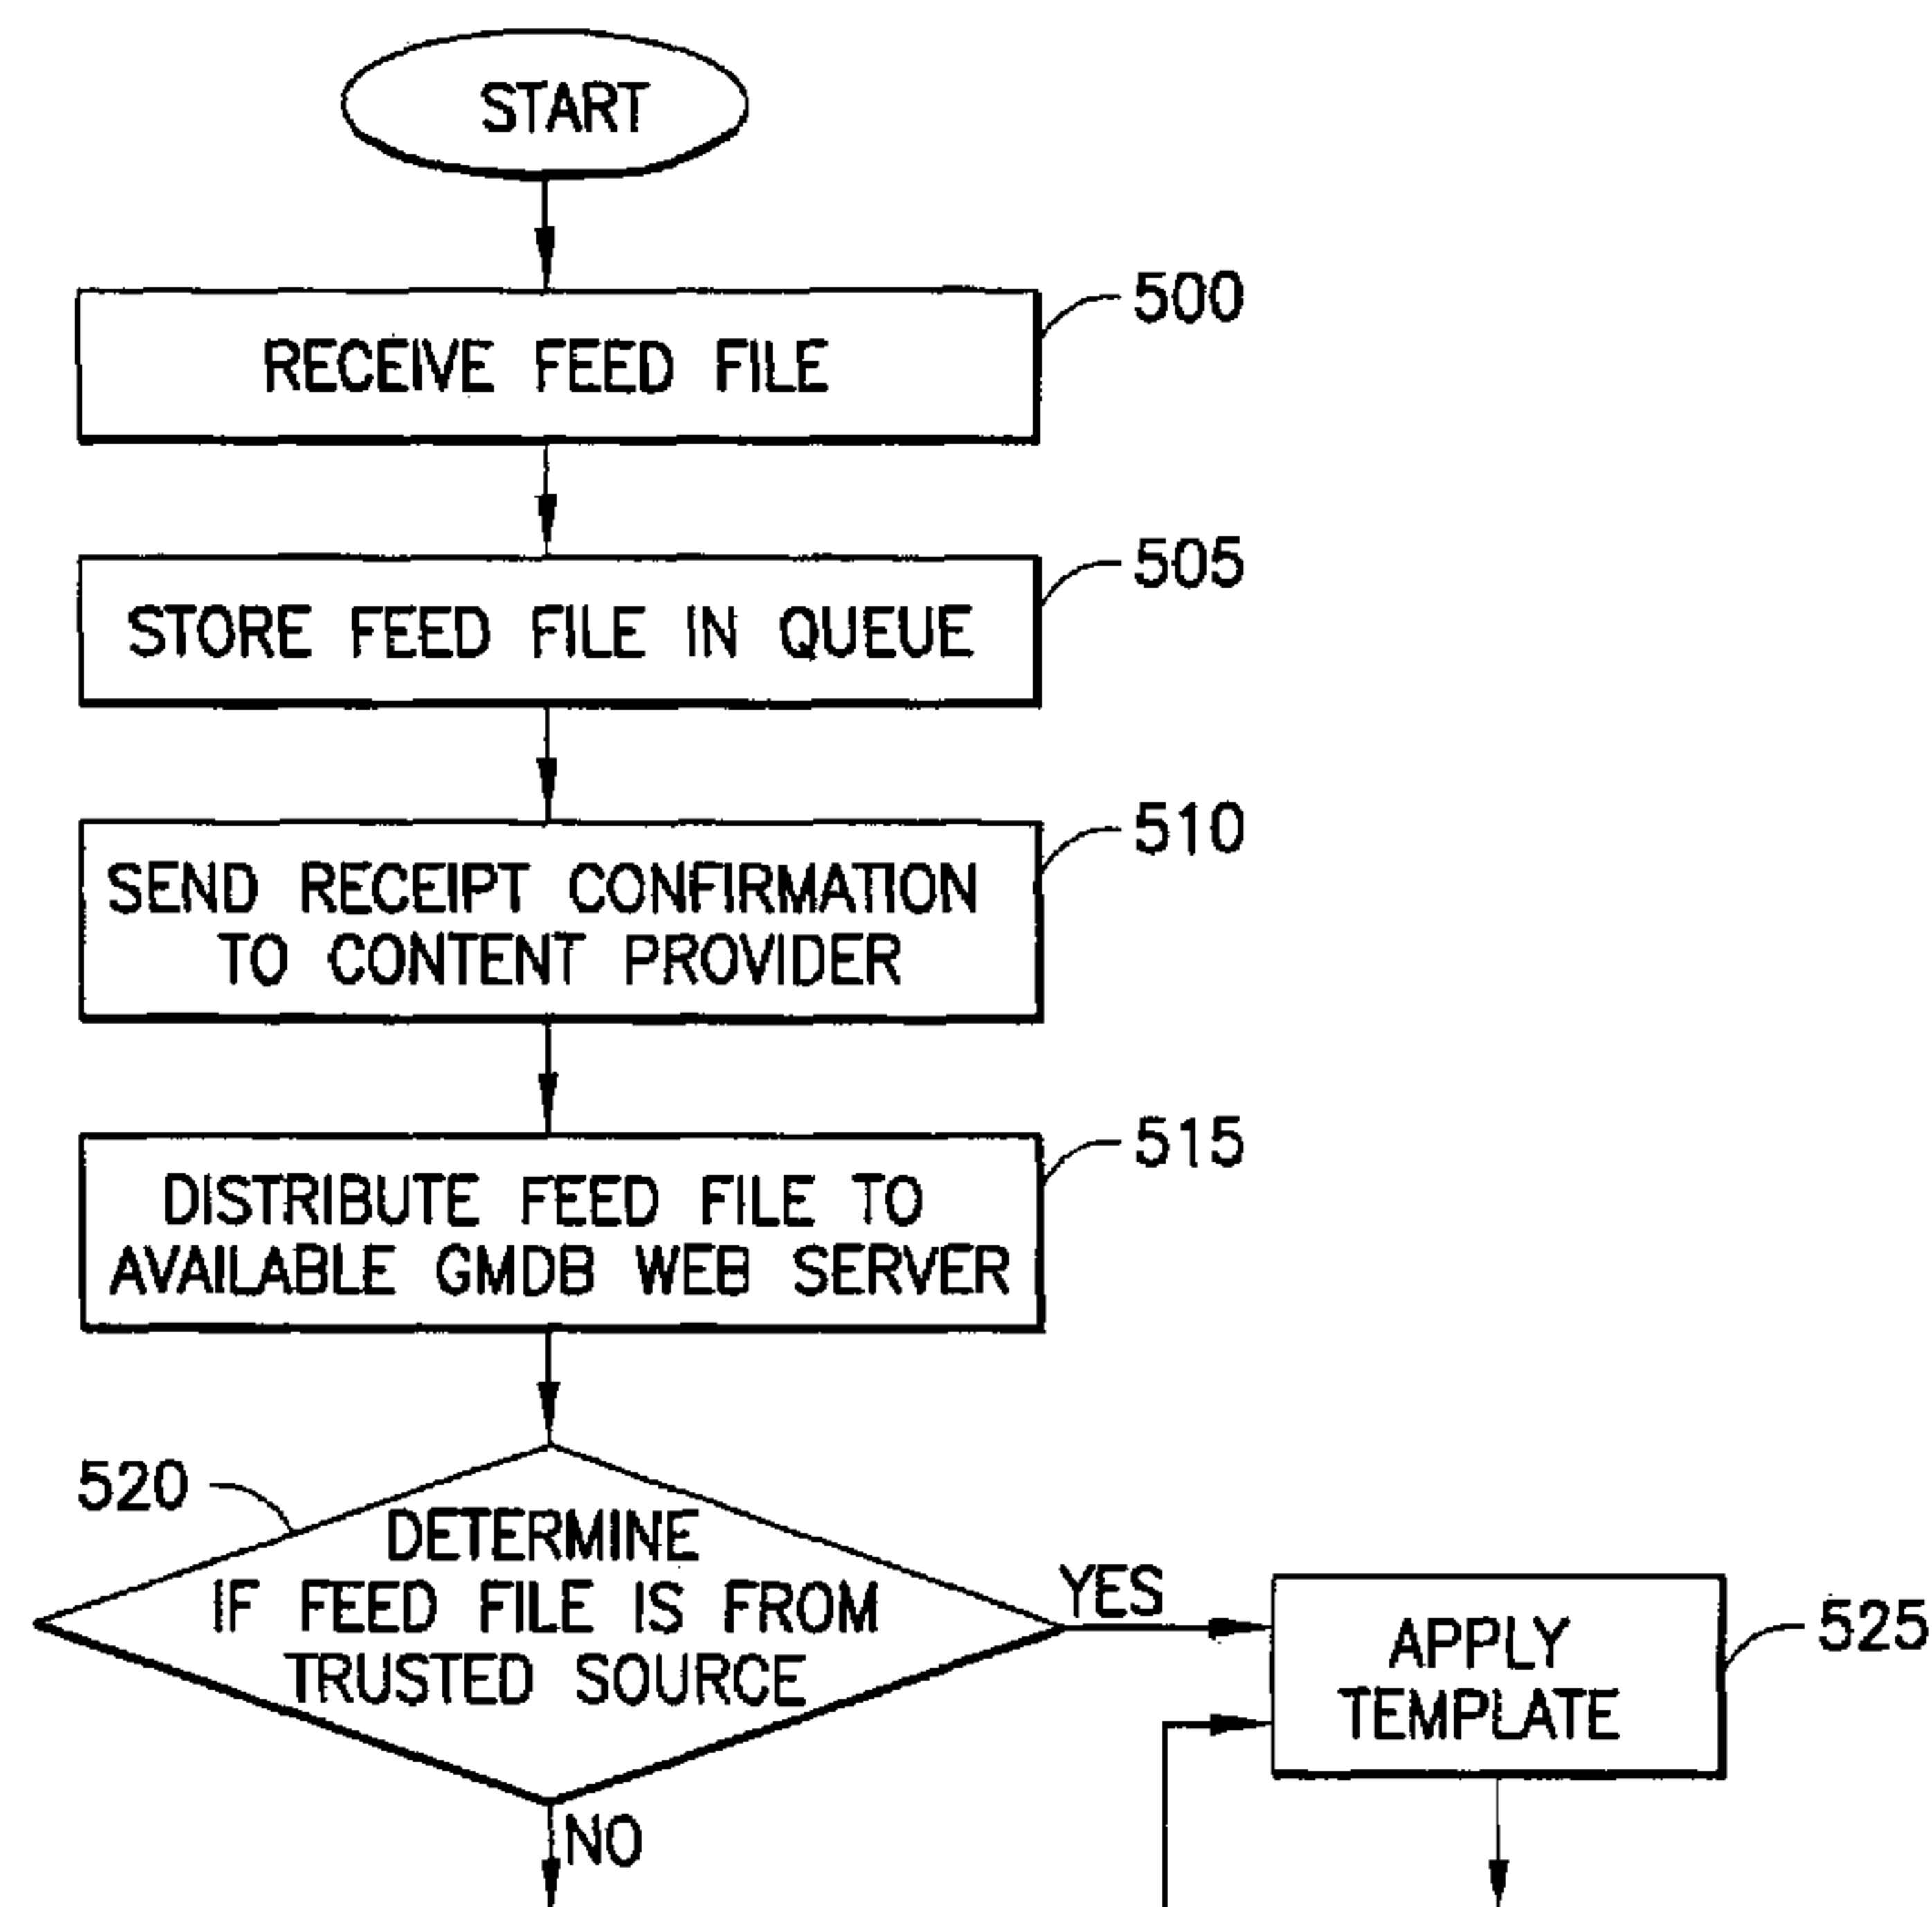 START
RECEIVE FEED FILE
500
STORE FEED FILE IN QUEUE
505
SEND RECEIPT CONFIRMATION
TO CONTENT PROVIDER
510
DISTRIBUTE FEED FILE TO
AVAILABLE GMDB WEB SERVER
515
520
DETERMINE
IF FEED FILE IS FROM
TRUSTED SOURCE
YES
NO
APPLY
TEMPLATE
525